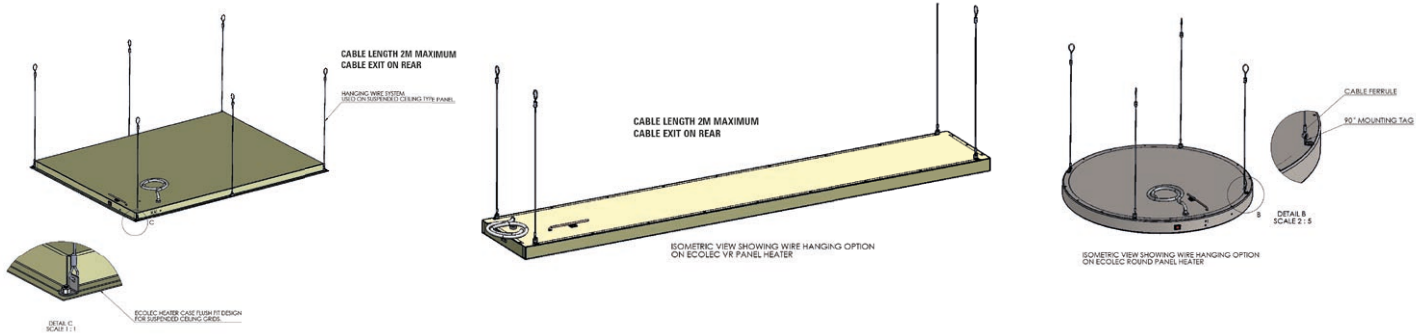 CABLE LENGTH 2M MAXIMUM
CABLE EXIT ON REAR
HANGING WIRE SYSTEM
USED ON SUSPENDED CEILING TYPE PANEL
C
DETAIL C
SCALE 1 : 1
ECOLEC HEATER CASE FLUSH FIT DESIGN
FOR SUSPENDED CEILING GRIDS.
CABLE LENGTH 2M MAXIMUM
CABLE EXIT ON REAR
ISOMETRIC VIEW SHOWING WIRE HANGING OPTION
ON ECOLEC VR PANEL HEATER
CABLE FERRULE
90° MOUNTING TAG
B
DETAIL B
SCALE 2 : 5
ISOMETRIC VIEW SHOWING WIRE HANGING OPTION
ON ECOLEC ROUND PANEL HEATER